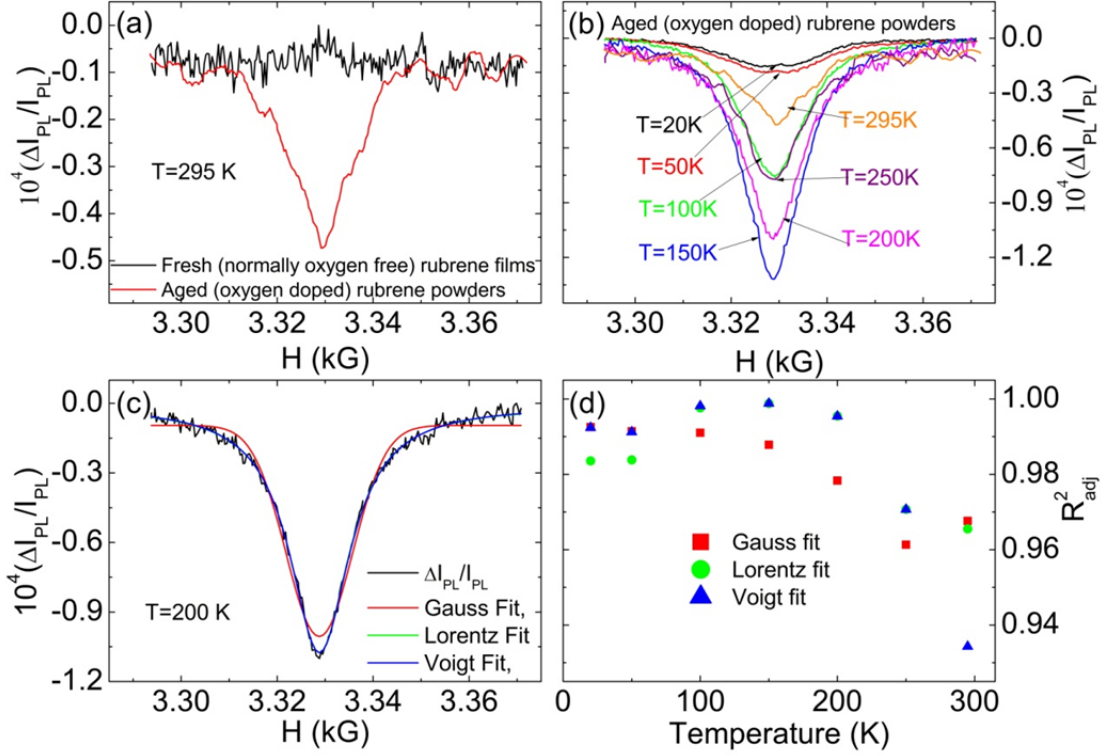 (a)
0.0
-0.1
-0.2
-0.3
-0.4
-0.5
10⁴(ΔI_PL/I_PL)
T=295 K
Fresh (normally oxygen free) rubrene films
Aged (oxygen doped) rubrene powders
3.30 3.32 3.34 3.36
H (kG)
(b) Aged (oxygen doped) rubrene powders
0.0
-0.3
-0.6
-0.9
-1.2
10⁴(ΔI_PL/I_PL)
T=20K
T=295K
T=50K
T=250K
T=100K
T=200K
T=150K
3.30 3.32 3.34 3.36
H (kG)
(c)
0.0
-0.3
-0.6
-0.9
-1.2
10⁴(ΔI_PL/I_PL)
T=200 K
ΔI_PL/I_PL
Gauss Fit,
Lorentz Fit
Voigt Fit,
3.30 3.32 3.34 3.36
H (kG)
(d)
1.00
0.98
0.96
0.94
R²_adj
Gauss fit
Lorentz fit
Voigt fit
0 100 200 300
Temperature (K)